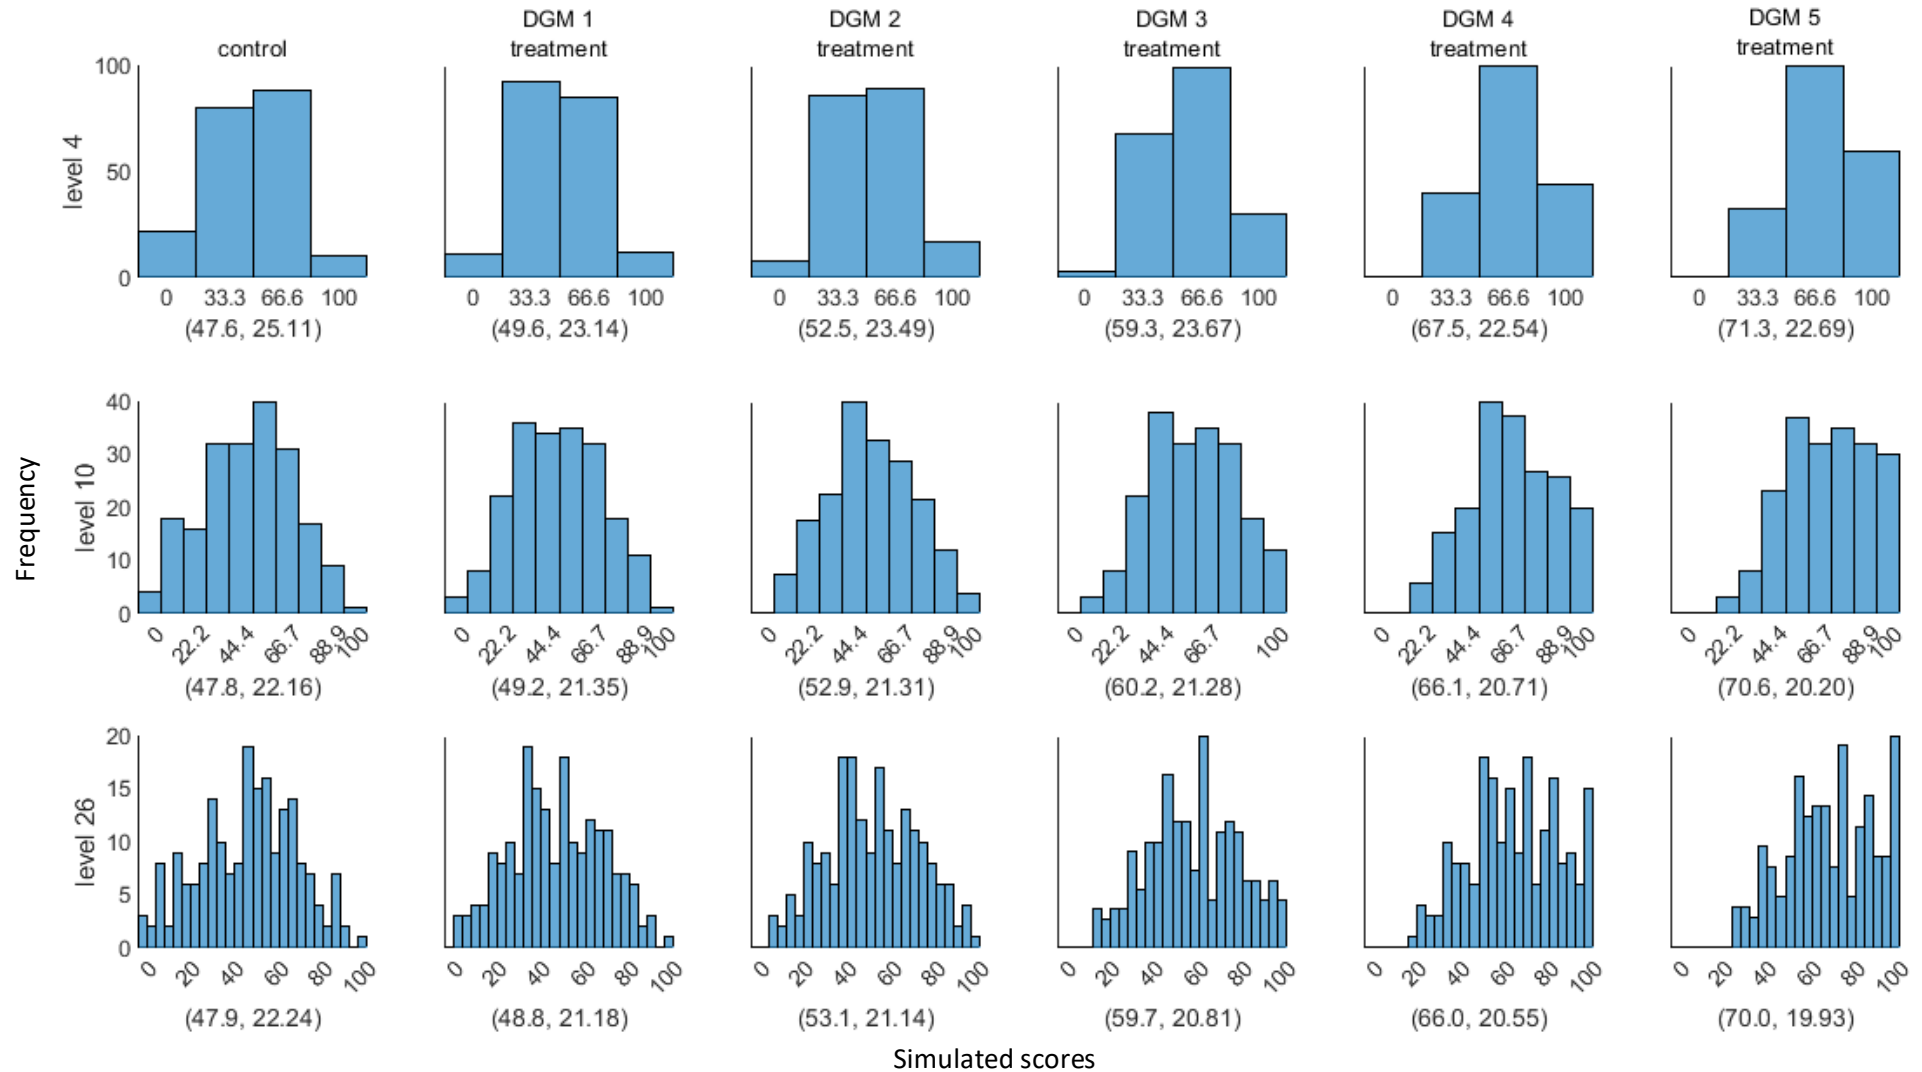 DGM 1 DGM 2 DGM 3 DGM 4 DGM 5
control treatment treatment treatment treatment treatment
100
50
0
level 4
0 33.3 66.6 100 0 33.3 66.6 100 0 33.3 66.6 100 0 33.3 66.6 100 0 33.3 66.6 100 0 33.3 66.6 100
(47.6, 25.11) (49.6, 23.14) (52.5, 23.49) (59.3, 23.67) (67.5, 22.54) (71.3, 22.69)
40
30
20
10
0
Frequency
level 10
0 22.2 44.4 66.7 88.9 100 0 22.2 44.4 66.7 88.9 100 0 22.2 44.4 66.7 88.9 100 0 22.2 44.4 66.7 100 0 22.2 44.4 66.7 88.9 100 0 22.2 44.4 66.7 88.9 100
(47.8, 22.16) (49.2, 21.35) (52.9, 21.31) (60.2, 21.28) (66.1, 20.71) (70.6, 20.20)
20
15
10
5
0
level 26
0 20 40 60 80 100 0 20 40 60 80 100 0 20 40 60 80 100 0 20 40 60 80 100 0 20 40 60 80 100 0 20 40 60 80 100
(47.9, 22.24) (48.8, 21.18) (53.1, 21.14) (59.7, 20.81) (66.0, 20.55) (70.0, 19.93)
Simulated scores